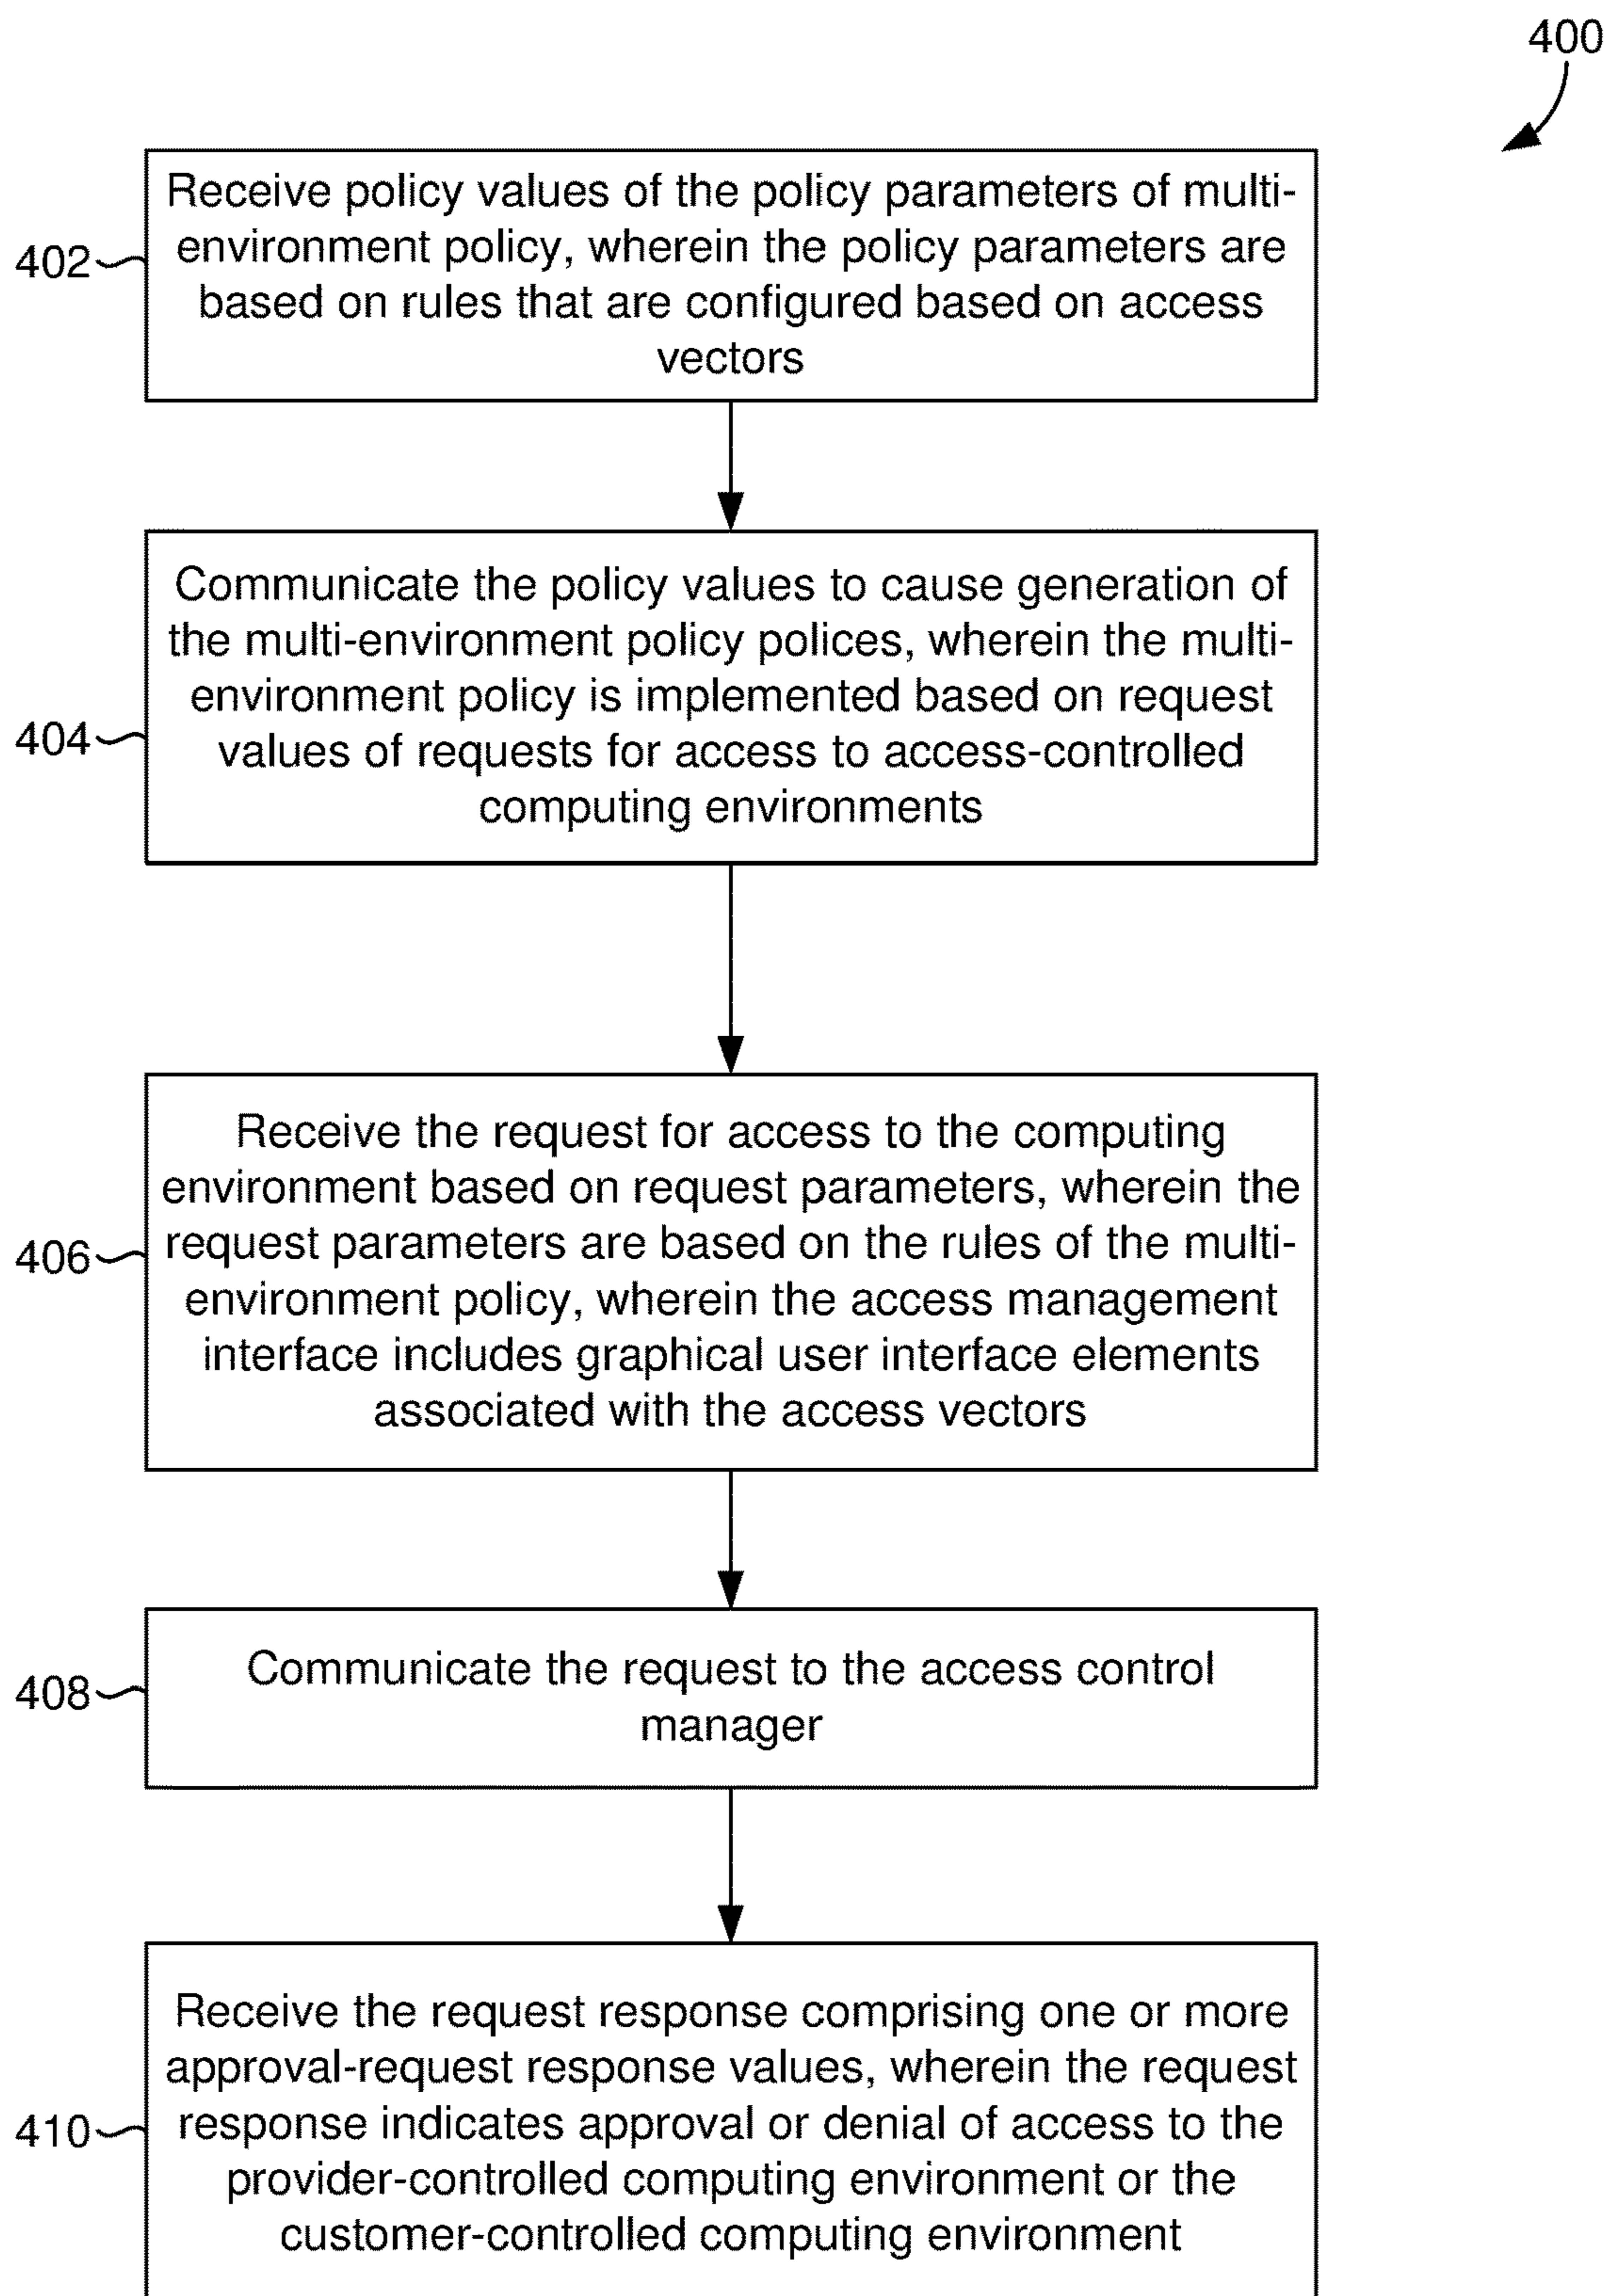 400
402
Receive policy values of the policy parameters of multi-
environment policy, wherein the policy parameters are
based on rules that are configured based on access
vectors
404
Communicate the policy values to cause generation of
the multi-environment policy polices, wherein the multi-
environment policy is implemented based on request
values of requests for access to access-controlled
computing environments
406
Receive the request for access to the computing
environment based on request parameters, wherein the
request parameters are based on the rules of the multi-
environment policy, wherein the access management
interface includes graphical user interface elements
associated with the access vectors
408
Communicate the request to the access control
manager
410
Receive the request response comprising one or more
approval-request response values, wherein the request
response indicates approval or denial of access to the
provider-controlled computing environment or the
customer-controlled computing environment